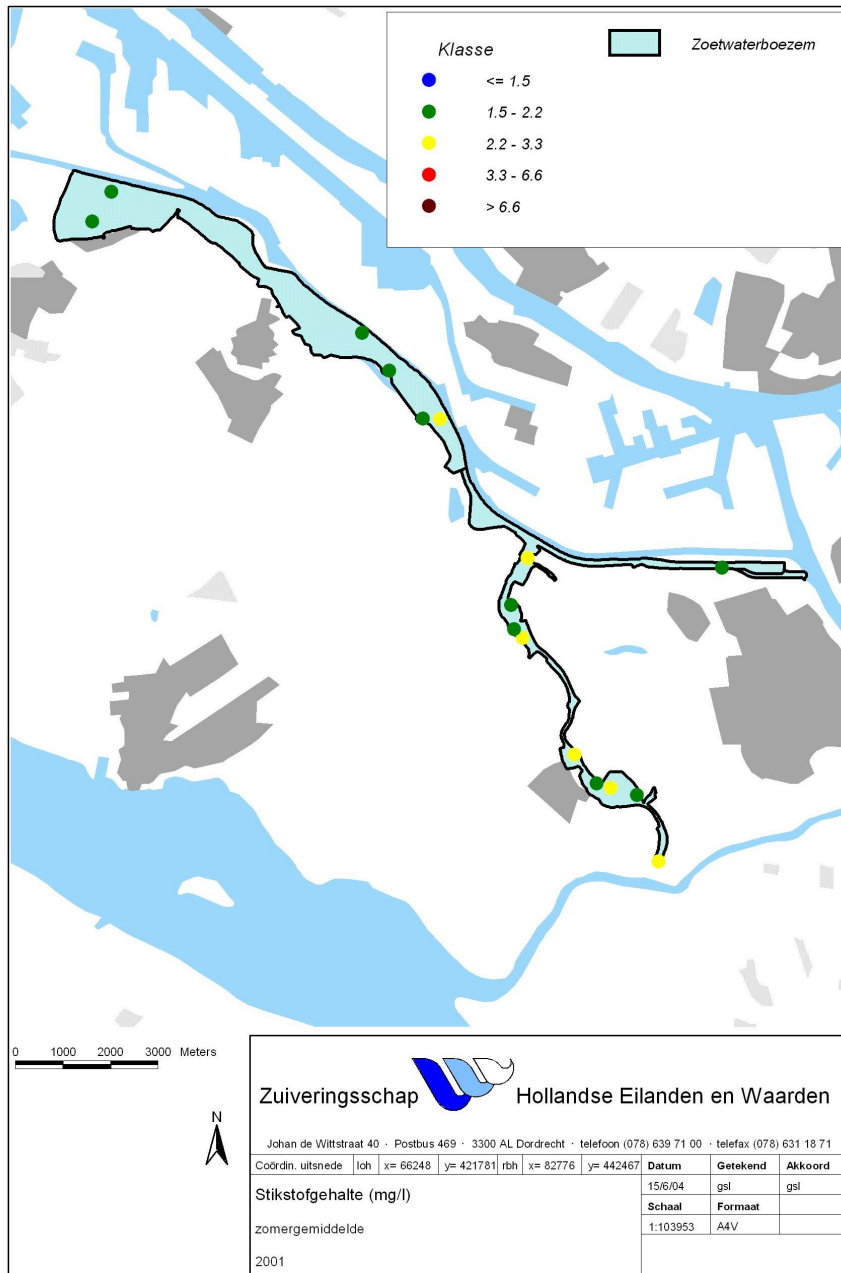 Klasse
Zoetwaterboezem
<= 1.5
1.5 - 2.2
2.2 - 3.3
3.3 - 6.6
> 6.6
0 1000 2000 3000 Meters
N
Zuiveringsschap Hollandse Eilanden en Waarden
Johan de Wittstraat 40 · Postbus 469 · 3300 AL Dordrecht · telefoon (078) 639 71 00 · telefax (078) 631 18 71
Coördin. uitsnede loh x= 66248 y= 421781 rbh x= 82776 y= 442467
Datum Getekend Akkoord
15/6/04 gsl gsl
Stikstofgehalte (mg/l)
Schaal Formaat
1:103953 A4V
zomergemiddelde
2001